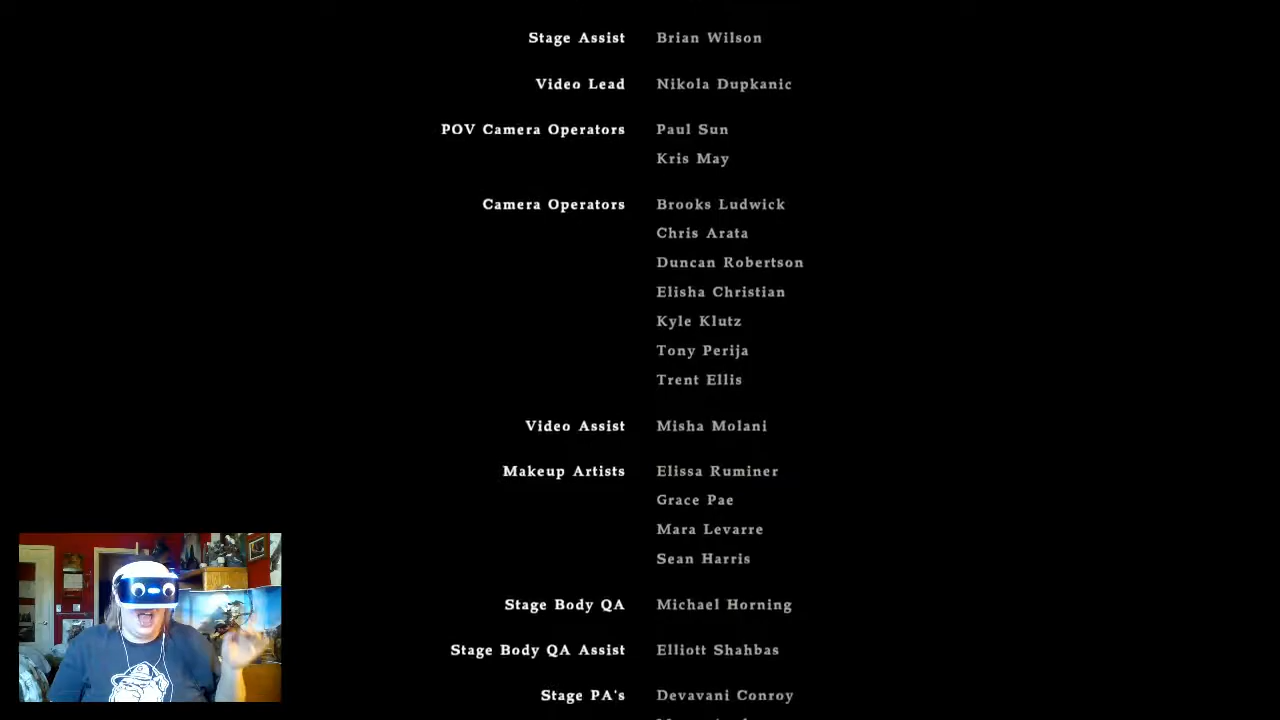 Stage Assist Brian Wilson
Video Lead Nikola Dupkanic
POV Camera Operators Paul Sun
Kris May
Camera Operators Brooks Ludwick
Chris Arata
Duncan Robertson
Elisha Christian
Kyle Klutz
Tony Perija
Trent Ellis
Video Assist Misha Molani
Makeup Artists Elissa Ruminer
Grace Pae
Mara Levarre
Sean Harris
Stage Body QA Michael Horning
Stage Body QA Assist Elliott Shahbas
Stage PA's Devavani Conroy